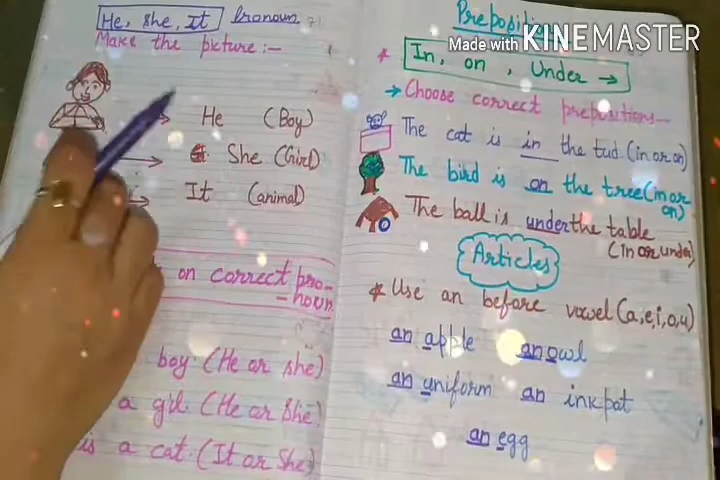 He, She, It Pronoun
Make the picture :-
He (Boy)
She (Girl)
It (animal)
on correct pro-
-noun
boy. (He or she)
a girl. (He or She)
is a cat. (It or She)
Made with KINEMASTER
In, on, Under →
→ Choose correct prepositions—
The cat is in the tud. (in or on)
The bird is on the tree (in or
on)
The ball is under the table
(in or under)
Articles
* Use an before vowel (a,e,i,o,u)
an apple an owl
an uniform an inkpot
an egg